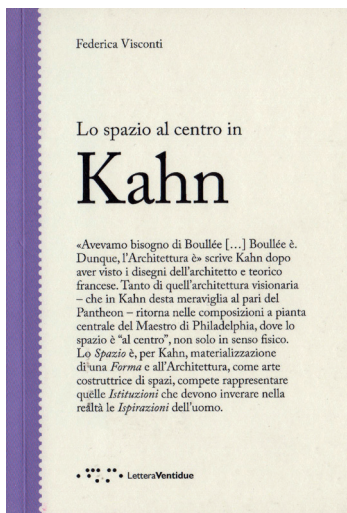 Federica Visconti
Lo spazio al centro in
Kahn
«Avevamo bisogno di Boullée […] Boullée è.
Dunque, l’Architettura è» scrive Kahn dopo
aver visto i disegni dell’architetto e teorico
francese. Tanto di quell’architettura visionaria
– che in Kahn desta meraviglia al pari del
Pantheon – ritorna nelle composizioni a pianta
centrale del Maestro di Philadelphia, dove lo
spazio è “al centro”, non solo in senso fisico.
Lo Spazio è, per Kahn, materializzazione
di una Forma e all’Architettura, come arte
costruttrice di spazi, compete rappresentare
quelle Istituzioni che devono inverare nella
realtà le Ispirazioni dell’uomo.
LetteraVentidue